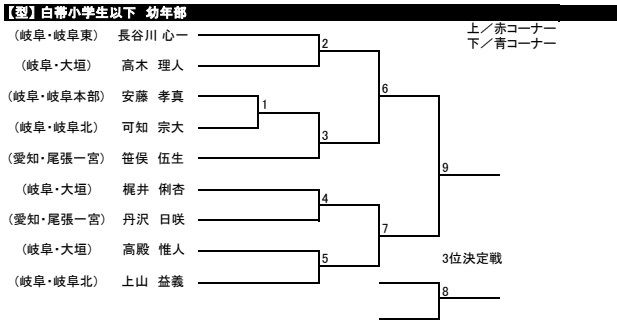 【型】白帯小学生以下 幼年部
上／赤コーナー
下／青コーナー
（岐阜・岐阜東） 長谷川 心一
（岐阜・大垣） 高木 理人
（岐阜・岐阜本部） 安藤 孝真
（岐阜・岐阜北） 可知 宗大
（愛知・尾張一宮） 笹俣 伍生
（岐阜・大垣） 梶井 俐杏
（愛知・尾張一宮） 丹沢 日咲
（岐阜・大垣） 高殿 惟人
（岐阜・岐阜北） 上山 益義
2
6
1
3
9
4
7
5
3位決定戦
8